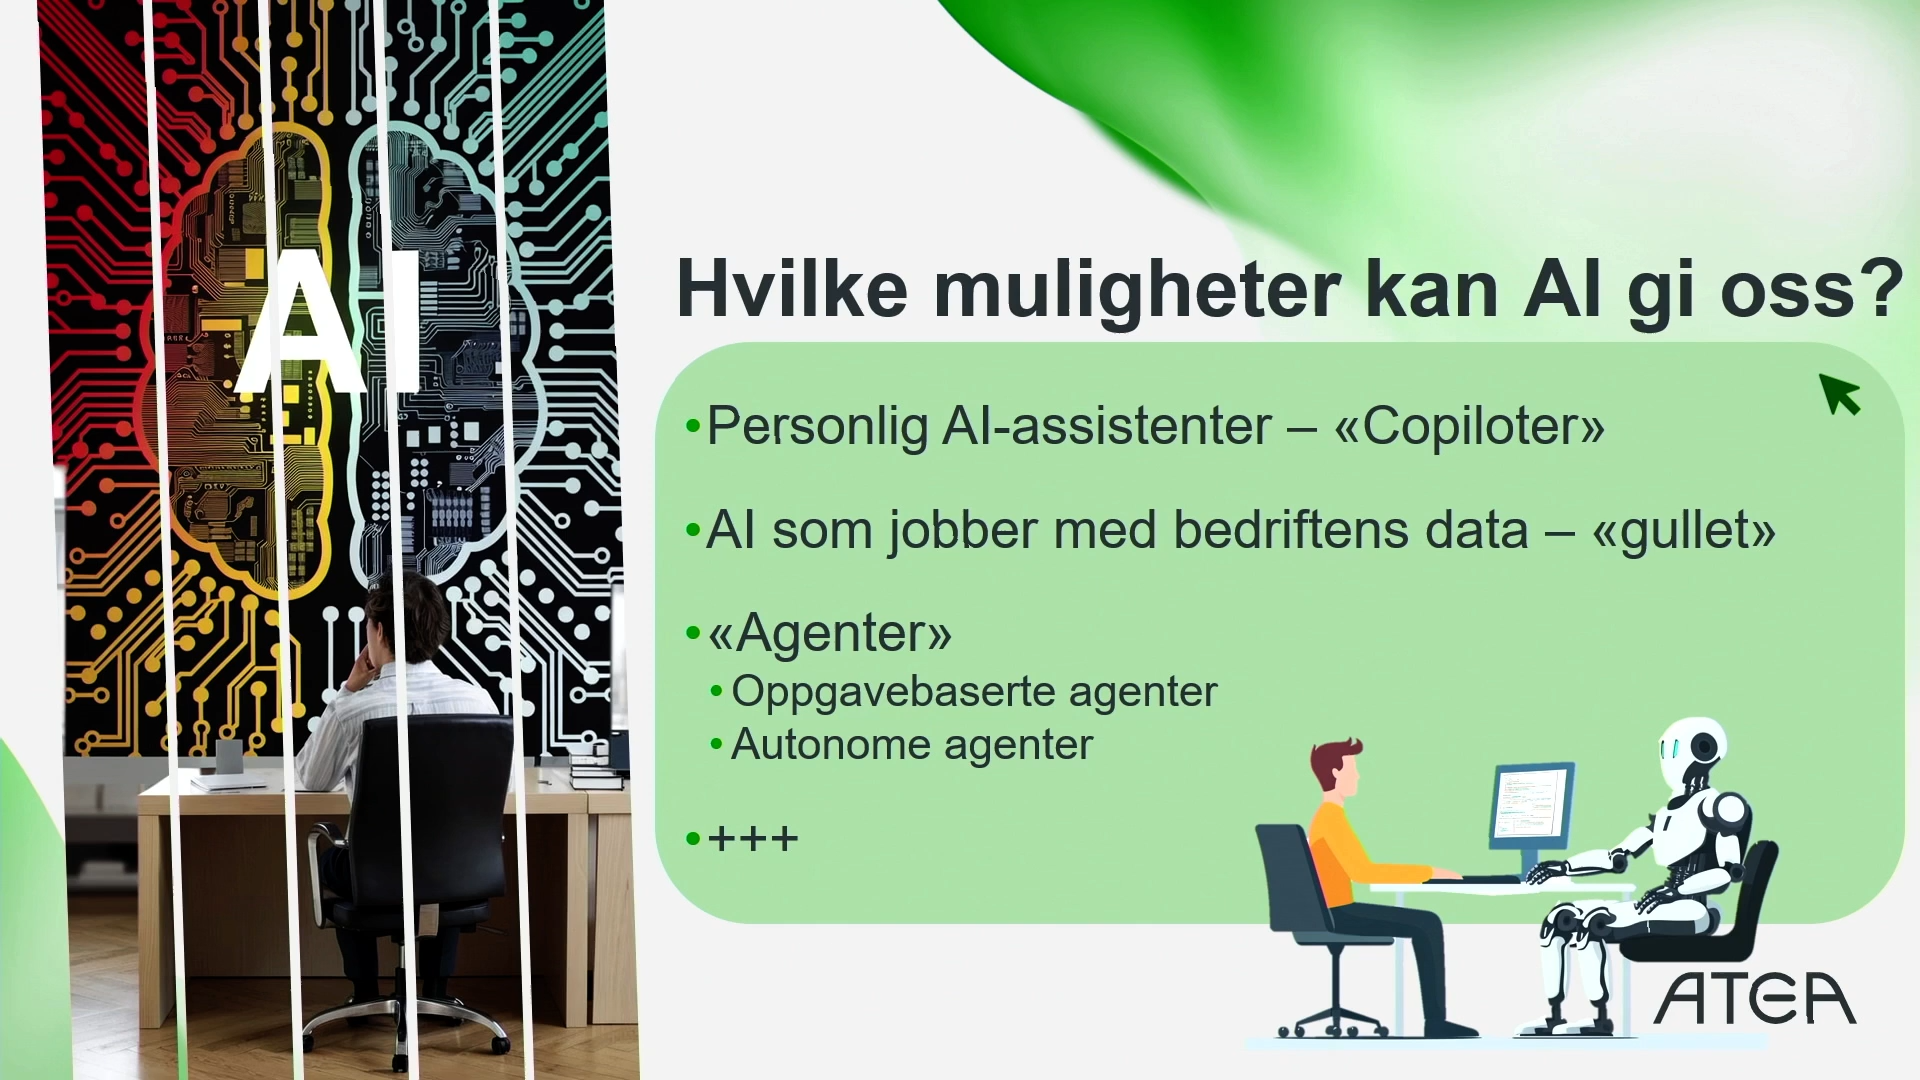 AI
Hvilke muligheter kan AI gi oss?
•Personlig AI-assistenter – «Copiloter»
•AI som jobber med bedriftens data – «gullet»
•«Agenter»
•Oppgavebaserte agenter
•Autonome agenter
•+++
ATEA